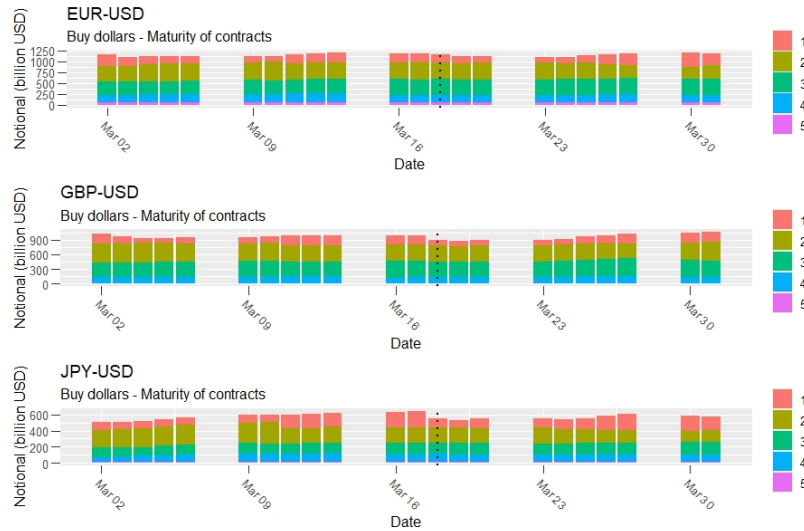 EUR-USD
Buy dollars - Maturity of contracts
Notional (billion USD)
1250
1000
750
500
250
0
Mar 02
Mar 09
Mar 16
Mar 23
Mar 30
Date
1
2
3
4
5
GBP-USD
Buy dollars - Maturity of contracts
Notional (billion USD)
900
600
300
0
Mar 02
Mar 09
Mar 16
Mar 23
Mar 30
Date
1
2
3
4
5
JPY-USD
Buy dollars - Maturity of contracts
Notional (billion USD)
600
400
200
0
Mar 02
Mar 09
Mar 16
Mar 23
Mar 30
Date
1
2
3
4
5